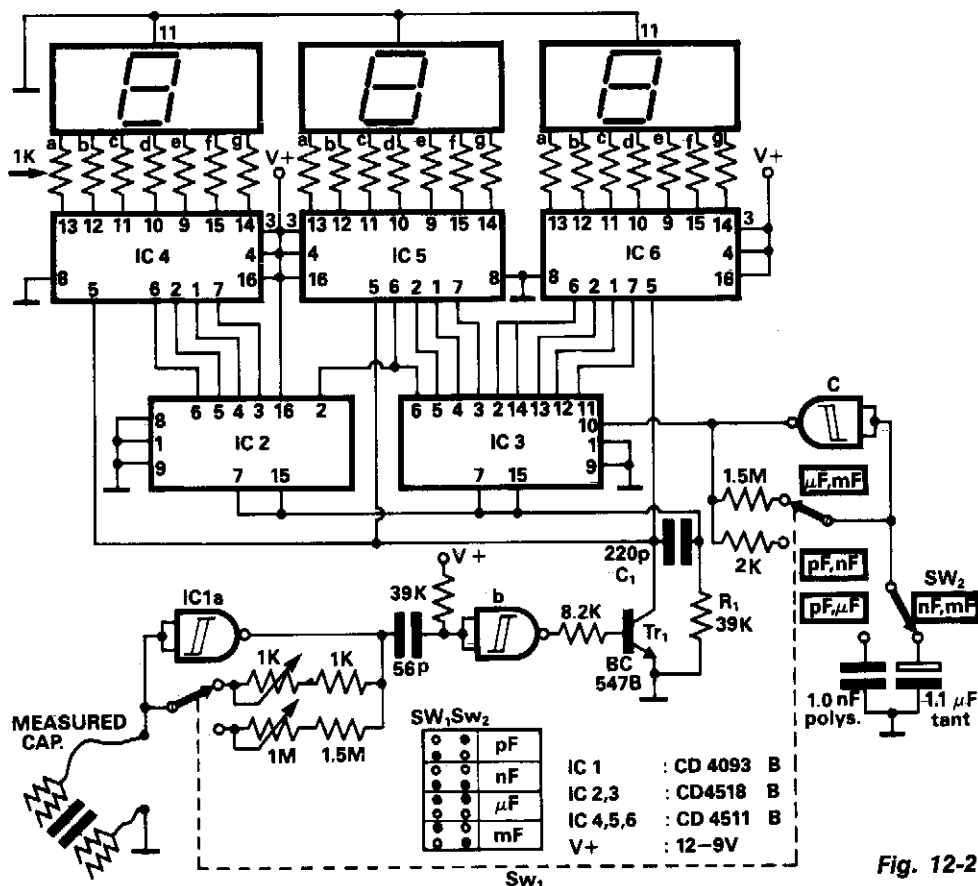 11 11
a b c d e f g a b c d e f g a b c d e f g
1K V+ V+
13 12 11 10 9 15 14 3 3 13 12 11 10 9 15 14 13 12 11 10 9 15 14 3
8 IC 4 4 4 IC 5 8 8 IC 6 4
16 16 16
5 6 2 1 7 5 6 2 1 7 6 2 1 7 5
6 5 4 3 16 2 6 5 4 3 2 14 13 12 11
8 10 C
1 IC 2 IC 3 1
9 9
7 15 7 15
1.5M μF,mF
220p 2K
C1
pF,nF SW2
V+ pF,μF nF,mF
IC1a 39K b 8.2K R1
39K
Tr1
1K 1K 56p BC
547B
1.0 nF 1.1 μF
polys. tant
MEASURED
CAP.
1M 1.5M
SW1 Sw2
pF
nF
μF
mF
IC 1 : CD 4093 B
IC 2,3 : CD4518 B
IC 4,5,6 : CD 4511 B
V+ : 12–9V
Sw1
Fig. 12-2